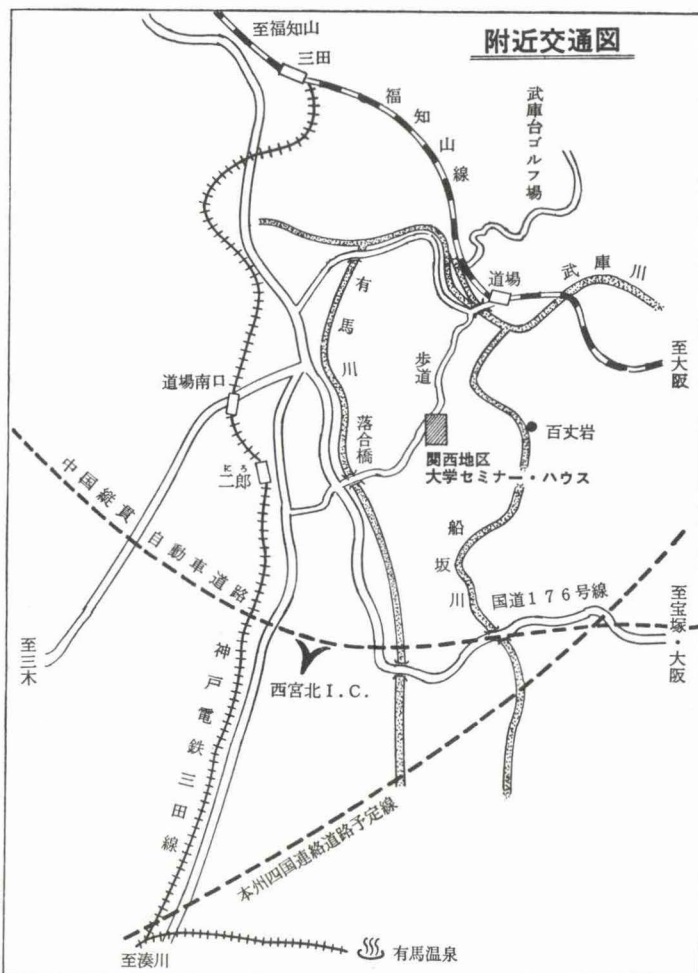 附近交通図
至福知山
三田
福知山線
武庫台ゴルフ場
道場
武庫川
至大阪
有馬川
歩道
道場南口
落合橋
百丈岩
関西地区
大学セミナー・ハウス
にろ
二郎
中国縦貫自動車道路
船坂川
国道176号線
至宝塚・大阪
至三木
西宮北I.C.
神戸電鉄三田線
本州四国連絡道路予定線
至湊川
有馬温泉